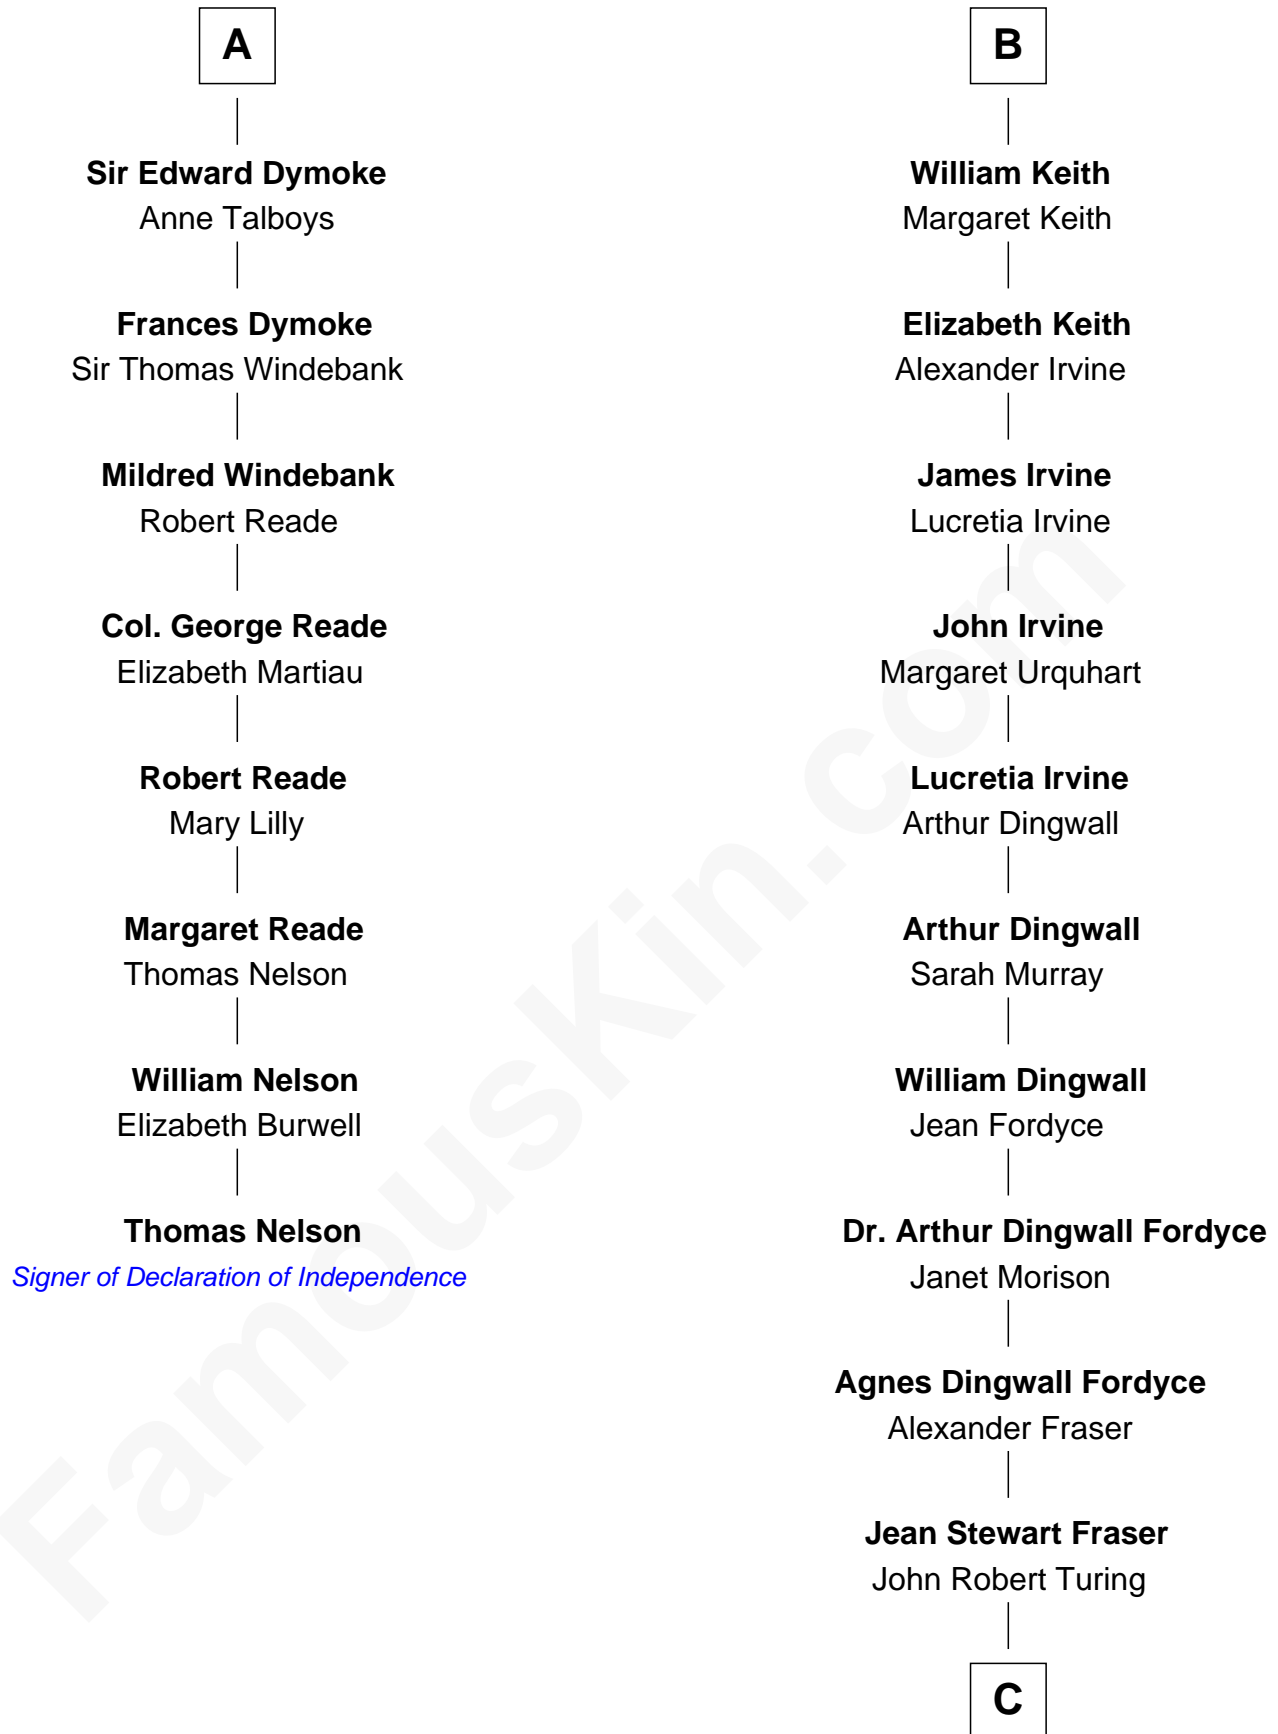 A
Sir Edward Dymoke
Anne Talboys
Frances Dymoke
Sir Thomas Windebank
Mildred Windebank
Robert Reade
Col. George Reade
Elizabeth Martiau
Robert Reade
Mary Lilly
Margaret Reade
Thomas Nelson
William Nelson
Elizabeth Burwell
Thomas Nelson
Signer of Declaration of Independence
B
William Keith
Margaret Keith
Elizabeth Keith
Alexander Irvine
James Irvine
Lucretia Irvine
John Irvine
Margaret Urquhart
Lucretia Irvine
Arthur Dingwall
Arthur Dingwall
Sarah Murray
William Dingwall
Jean Fordyce
Dr. Arthur Dingwall Fordyce
Janet Morison
Agnes Dingwall Fordyce
Alexander Fraser
Jean Stewart Fraser
John Robert Turing
C
FamousKin.com